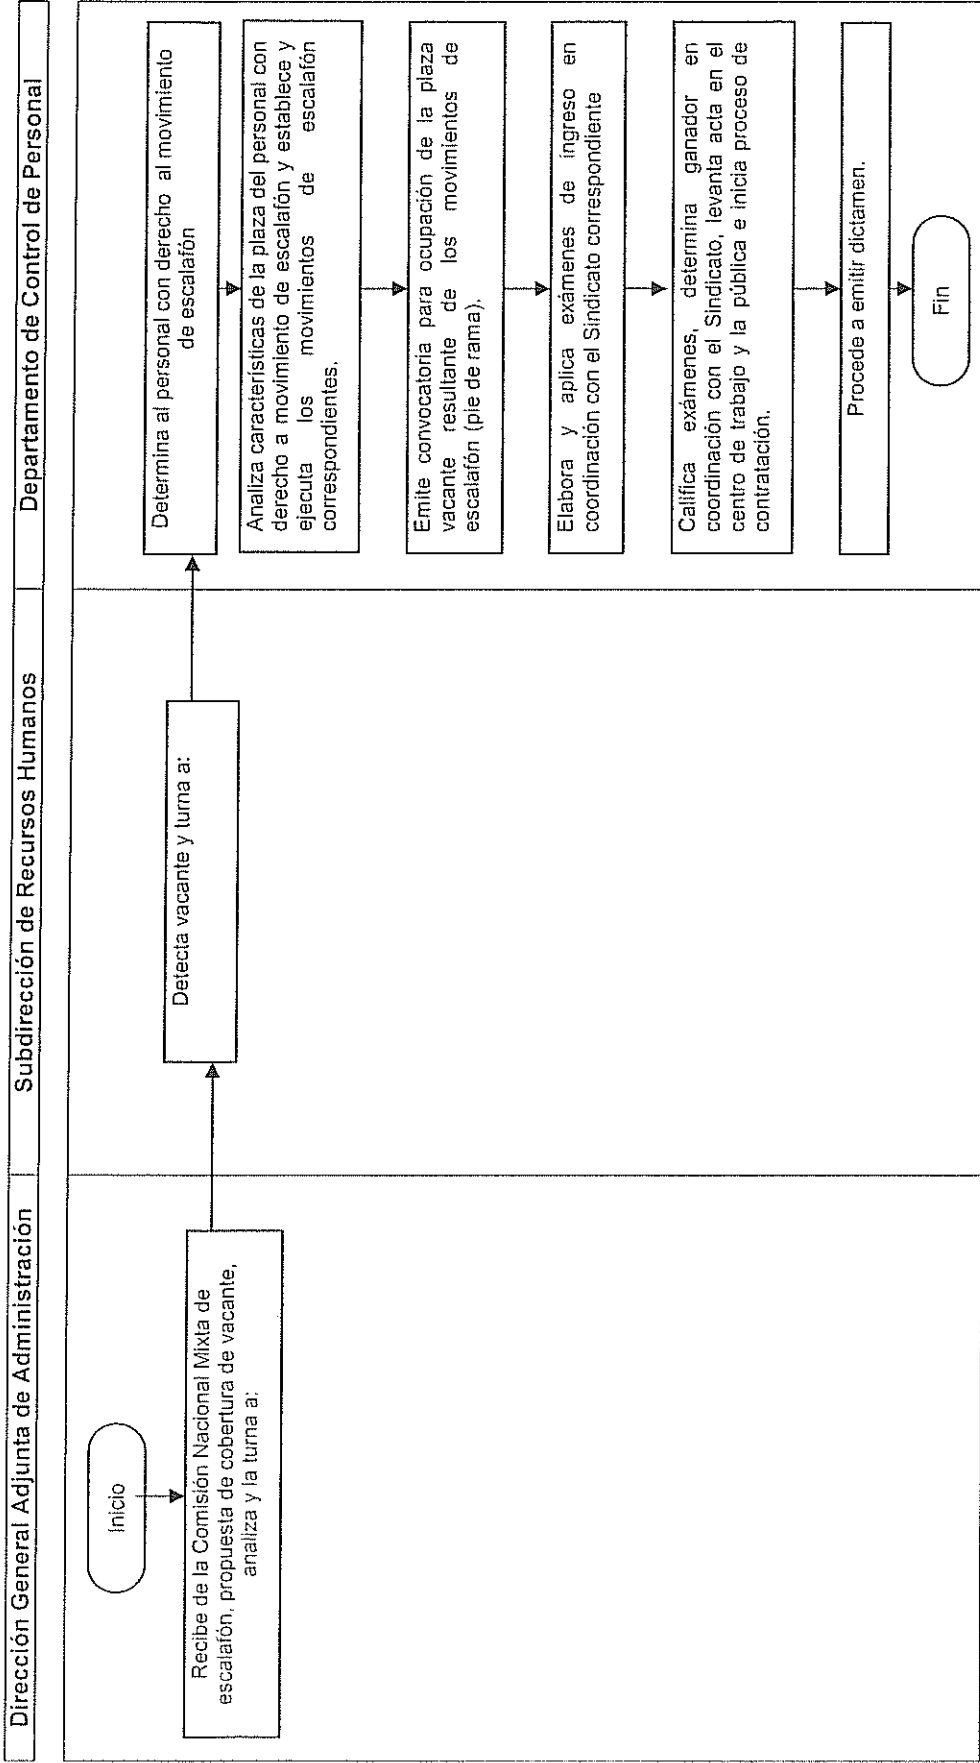 Dirección General Adjunta de Administración
Subdirección de Recursos Humanos
Departamento de Control de Personal
Inicio
Recibe de la Comisión Nacional Mixta de
escalafón, propuesta de cobertura de vacante,
analiza y la turna a:
Detecta vacante y turna a:
Determina al personal con derecho al movimiento
de escalafón
Analiza características de la plaza del personal con
derecho a movimiento de escalafón y establece y
ejecuta los movimientos de escalafón
correspondientes.
Emite convocatoria para ocupación de la plaza
vacante resultante de los movimientos de
escalafón (pie de rama).
Elabora y aplica exámenes de ingreso en
coordinación con el Sindicato correspondiente
Califica exámenes, determina ganador en
coordinación con el Sindicato, levanta acta en el
centro de trabajo y la pública e inicia proceso de
contratación.
Procede a emitir dictamen.
Fin